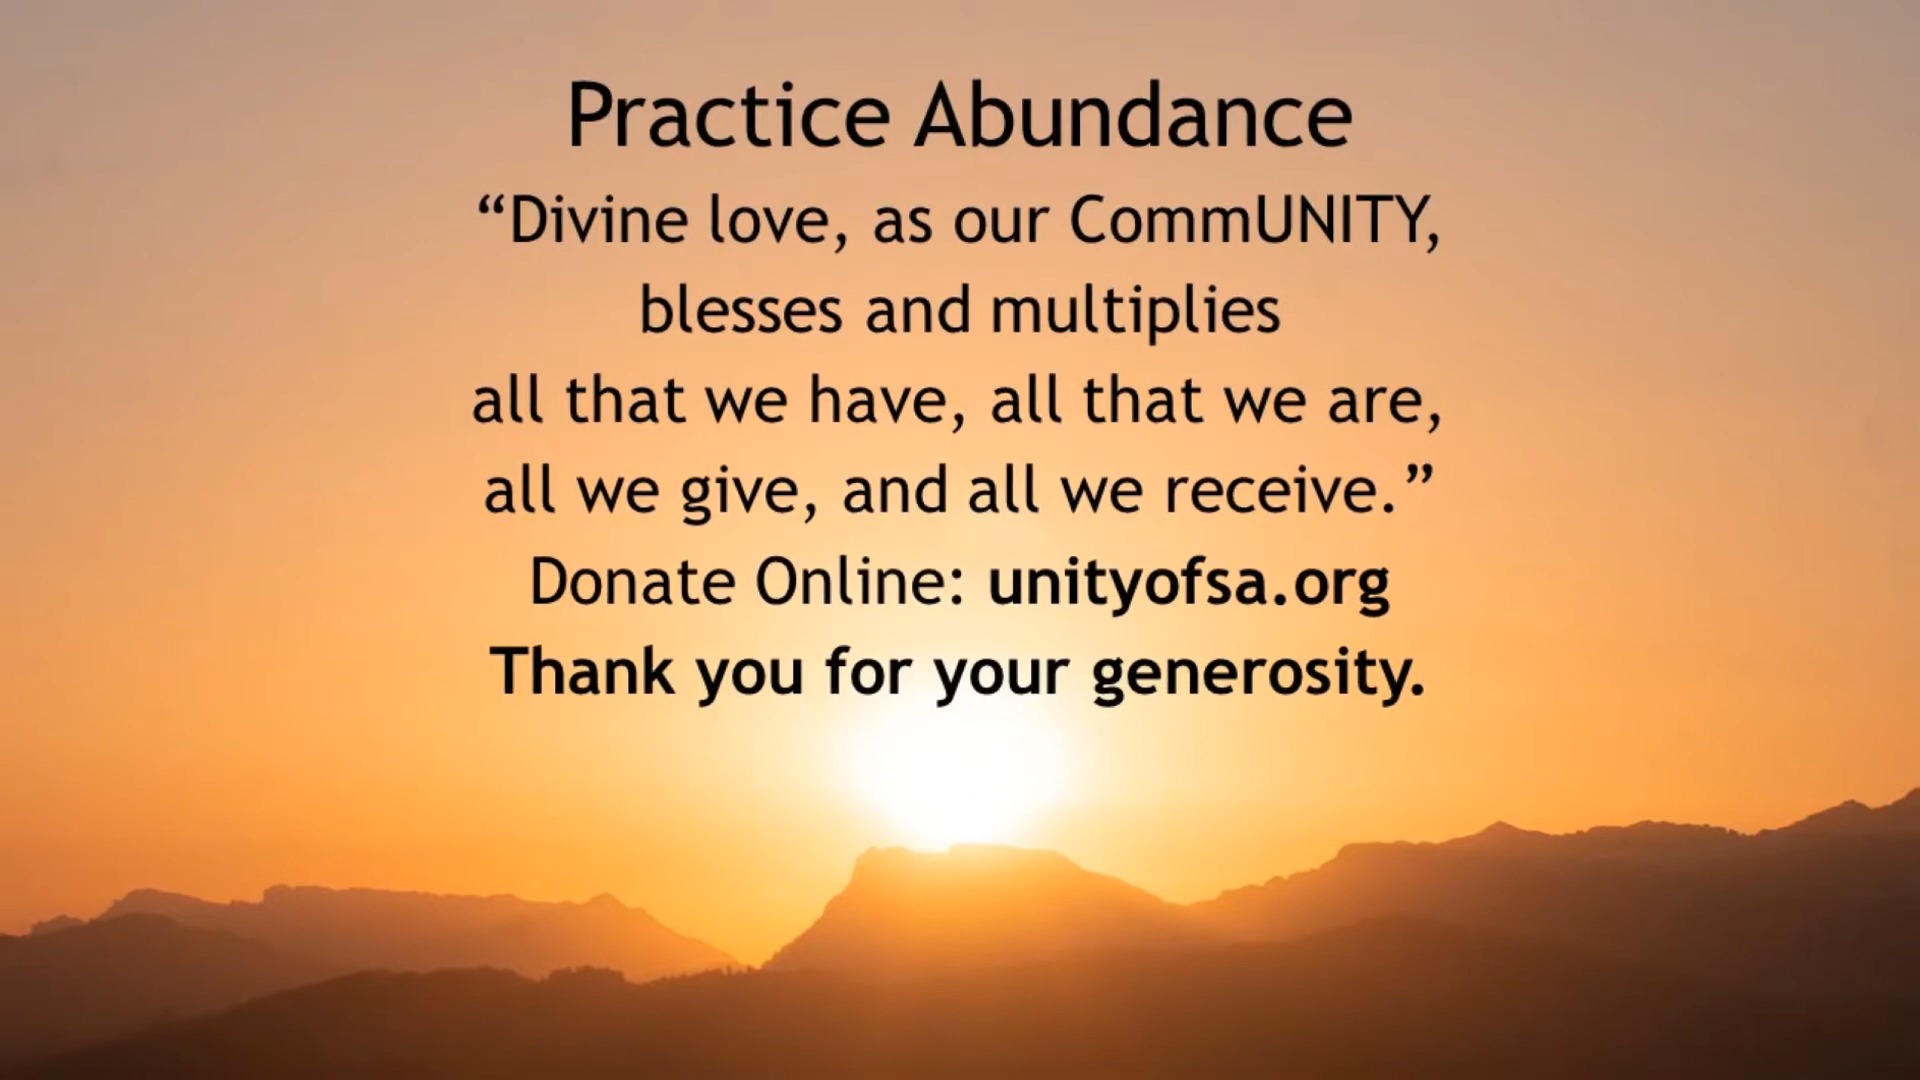 Practice Abundance
“Divine love, as our CommUNITY,
blesses and multiplies
all that we have, all that we are,
all we give, and all we receive.”
Donate Online: unityofsa.org
Thank you for your generosity.